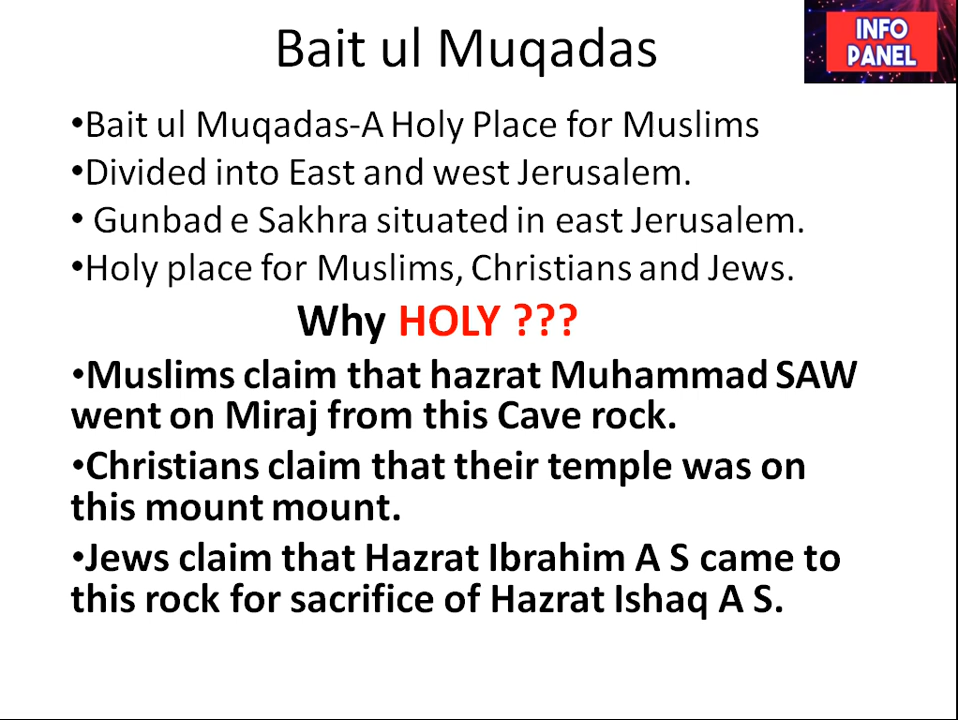 Bait ul Muqadas
INFO
PANEL
•Bait ul Muqadas-A Holy Place for Muslims
•Divided into East and west Jerusalem.
• Gunbad e Sakhra situated in east Jerusalem.
•Holy place for Muslims, Christians and Jews.
Why HOLY ???
•Muslims claim that hazrat Muhammad SAW
went on Miraj from this Cave rock.
•Christians claim that their temple was on
this mount mount.
•Jews claim that Hazrat Ibrahim A S came to
this rock for sacrifice of Hazrat Ishaq A S.